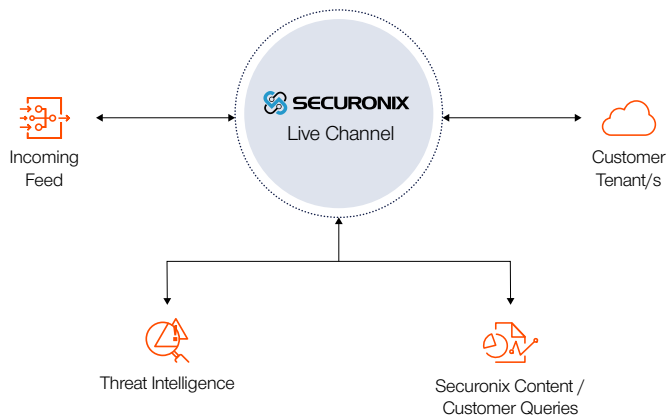 SECURONIX
Live Channel
Incoming
Feed
Customer
Tenant/s
Threat Intelligence
Securonix Content /
Customer Queries